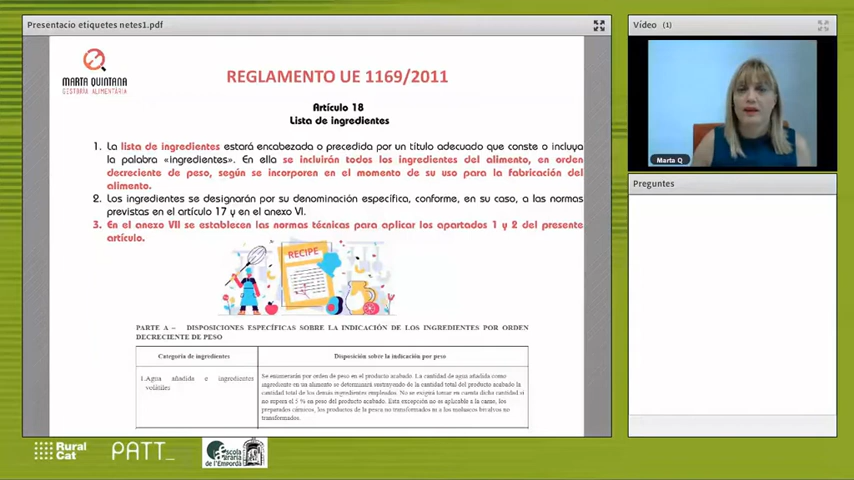 Presentacio etiquetes netes1.pdf
Vídeo (1)
MARTA QUINTANA
GESTORIA ALIMENTÀRIA
REGLAMENTO UE 1169/2011
Artículo 18
Lista de ingredientes
1. La lista de ingredientes estará encabezada o precedida por un título adecuado que conste o incluya
la palabra «ingredientes». En ella se incluirán todos los ingredientes del alimento, en orden
decreciente de peso, según se incorporen en el momento de su uso para la fabricación del
alimento.
2. Los ingredientes se designarán por su denominación específica, conforme, en su caso, a las normas
previstas en el artículo 17 y en el anexo VI.
3. En el anexo VII se establecen las normas técnicas para aplicar los apartados 1 y 2 del presente
artículo.
RECIPE
Marta Q
Preguntes
PARTE A – DISPOSICIONES ESPECÍFICAS SOBRE LA INDICACIÓN DE LOS INGREDIENTES POR ORDEN
DECRECIENTE DE PESO
Categoría de ingredientes
Disposición sobre la indicación por peso
1.Agua añadida e ingredientes
volátiles
Se enumerarán por orden de peso en el producto acabado. La cantidad de agua añadida como
ingrediente en un alimento se determinará sustrayendo de la cantidad total del producto acabado la
cantidad total de los demás ingredientes empleados. No se exigirá tomar en cuenta dicha cantidad si
no supera el 5 % en peso del producto acabado. Esta excepción no es aplicable a la carne, los
preparados cárnicos, los productos de la pesca no transformados ni a los moluscos bivalvos no
transformados.
Rural
Cat
PATT_
escola
agrària
de l'Empordà